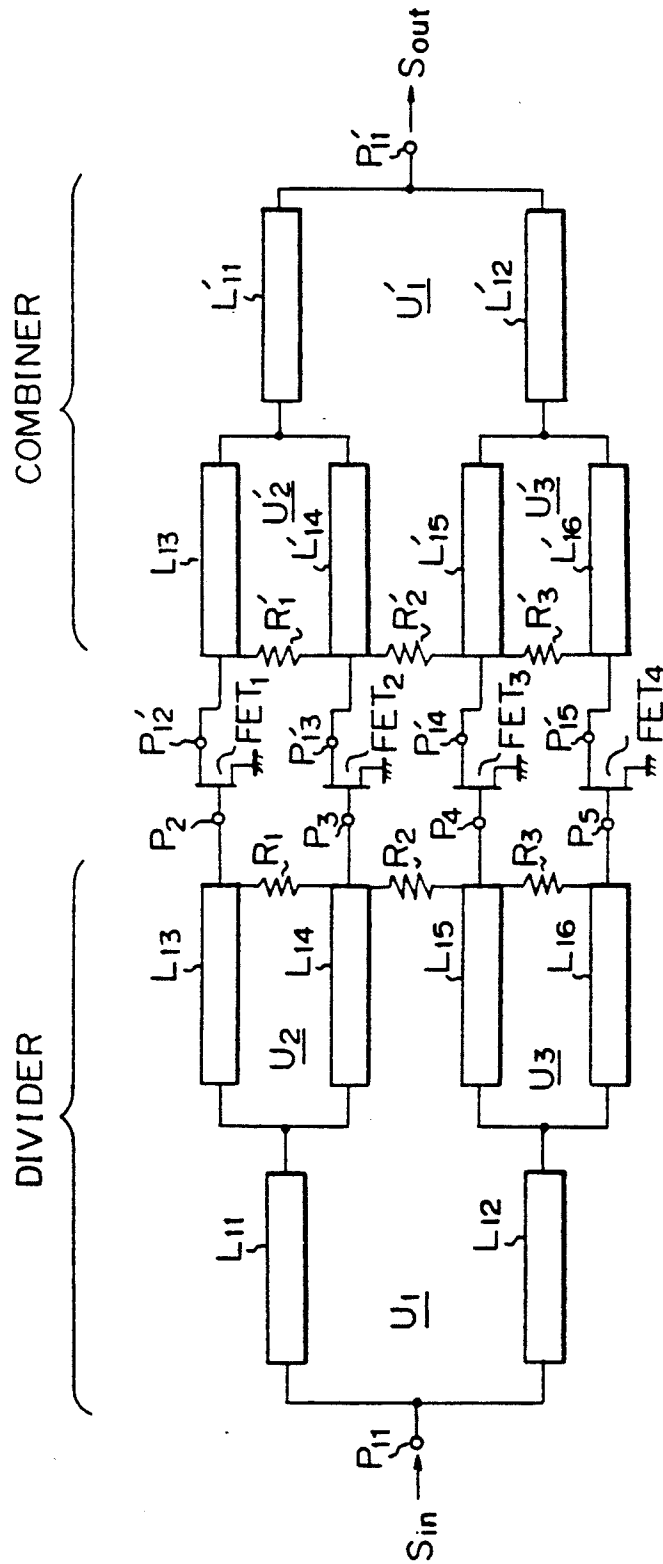 DIVIDER
COMBINER
Sin
P11
U1
L11
L12
U2
U3
L13
L14
L15
L16
R1
R2
R3
P2
P3
P4
P5
P'12
P'13
P'14
P'15
FET1
FET2
FET3
FET4
R'1
R'2
R'3
L13
L'14
L'15
L'16
U'2
U'3
L'11
L'12
U'1
P'11
Sout